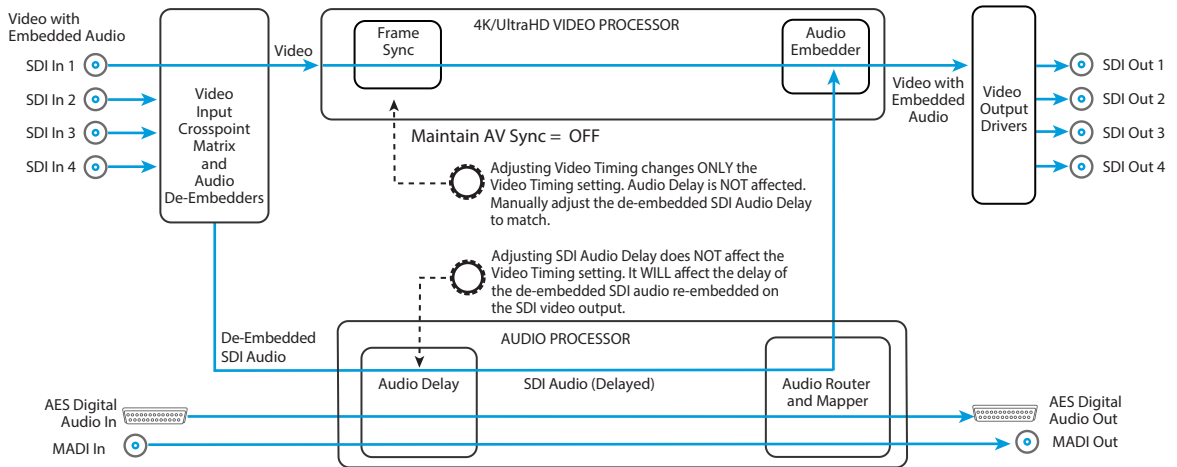 Video with
Embedded Audio
SDI In 1
SDI In 2
SDI In 3
SDI In 4
Video
Input
Crosspoint
Matrix
and
Audio
De-Embedders
Video
4K/UltraHD VIDEO PROCESSOR
Frame
Sync
Audio
Embedder
Video with
Embedded
Audio
Video
Output
Drivers
SDI Out 1
SDI Out 2
SDI Out 3
SDI Out 4
Maintain AV Sync = OFF
Adjusting Video Timing changes ONLY the
Video Timing setting. Audio Delay is NOT affected.
Manually adjust the de-embedded SDI Audio Delay
to match.
Adjusting SDI Audio Delay does NOT affect the
Video Timing setting. It WILL affect the delay of
the de-embedded SDI audio re-embedded on
the SDI video output.
De-Embedded
SDI Audio
AUDIO PROCESSOR
Audio Delay
SDI Audio (Delayed)
Audio Router
and Mapper
AES Digital
Audio In
MADI In
AES Digital
Audio Out
MADI Out